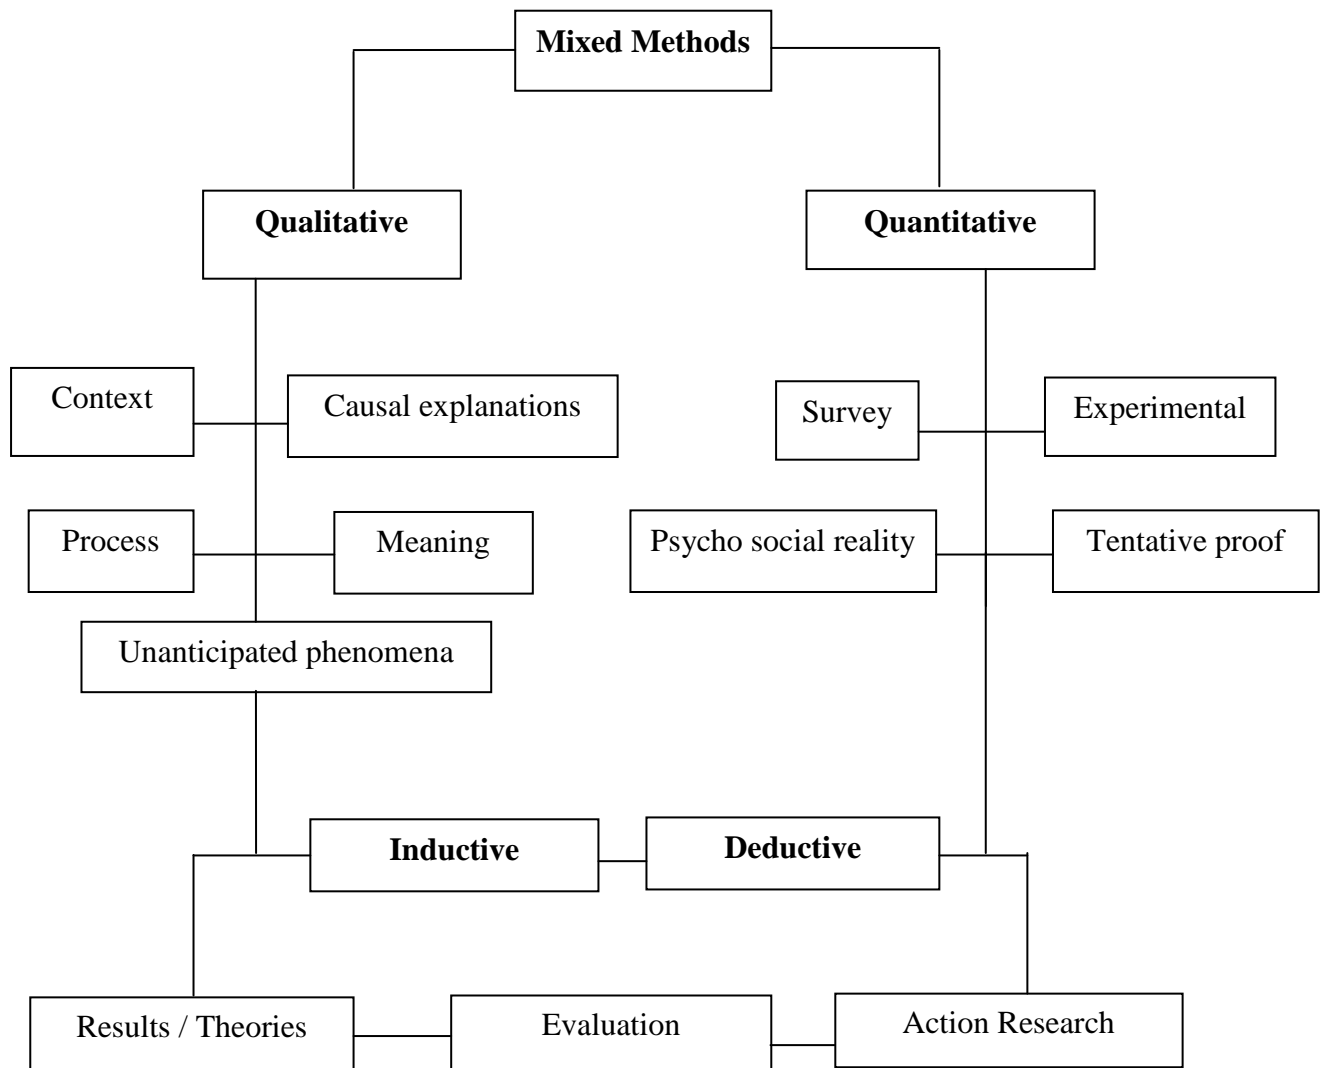 Mixed Methods
Qualitative
Quantitative
Context
Causal explanations
Survey
Experimental
Process
Meaning
Psycho social reality
Tentative proof
Unanticipated phenomena
Inductive
Deductive
Results / Theories
Evaluation
Action Research